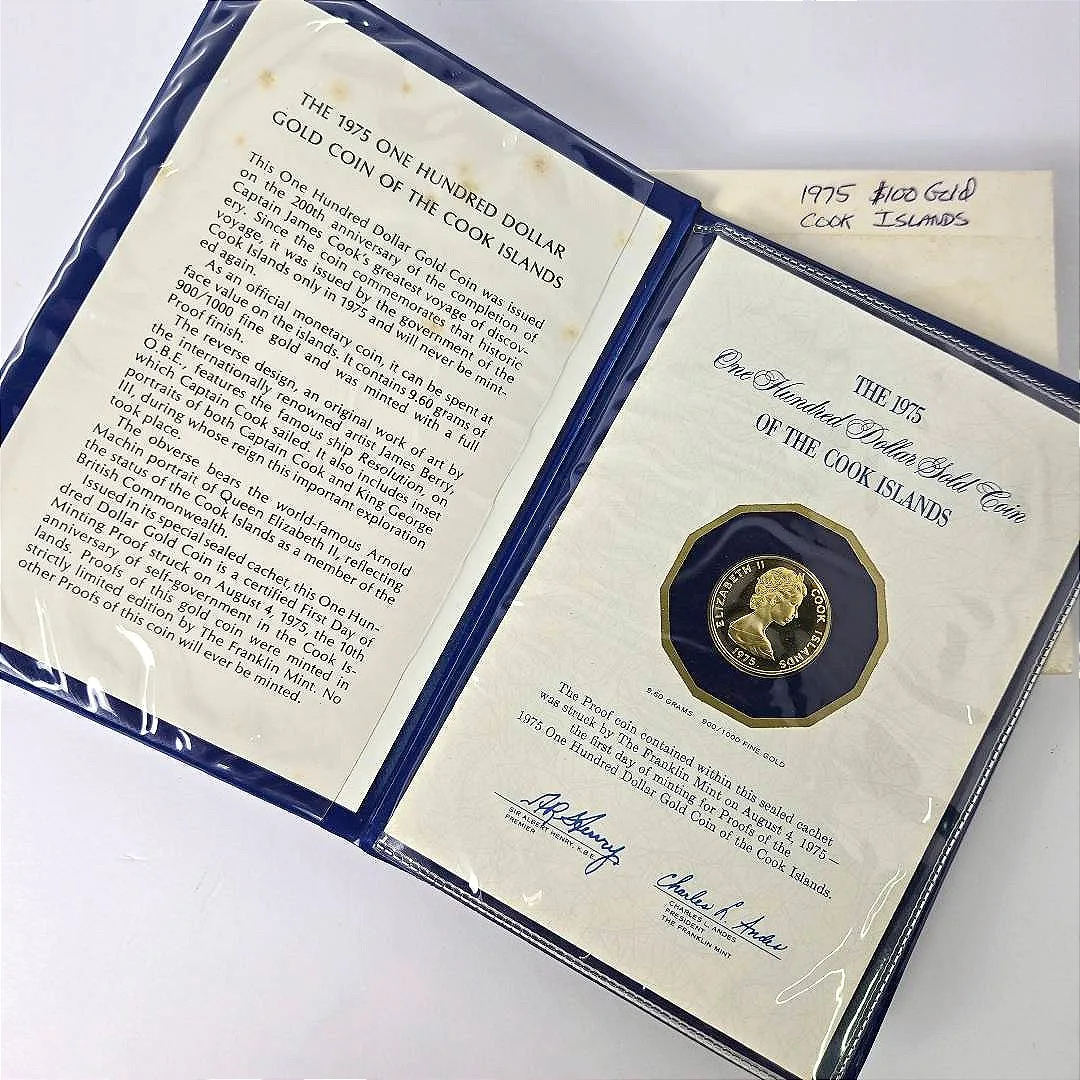 THE 1975 ONE HUNDRED DOLLAR
GOLD COIN OF THE COOK ISLANDS
This One Hundred Dollar Gold Coin was issued
on the 200th anniversary of the completion of
Captain James Cook's greatest voyage of discov-
ery. Since the coin commemorates that historic
voyage, it was issued by the government of the
Cook Islands only in 1975 and will never be mint-
ed again.
As an official monetary coin, it can be spent at
face value on the islands. It contains 9.60 grams of
900/1000 fine gold and was minted with a full
Proof finish.
The reverse design, an original work of art by
the internationally renowned artist James Berry,
O.B.E., features the famous ship Resolution, on
which Captain Cook sailed. It also includes inset
portraits of both Captain Cook and King George
III, during whose reign this important exploration
took place.
The obverse bears the world-famous Arnold
Machin portrait of Queen Elizabeth II, reflecting
the status of the Cook Islands as a member of the
British Commonwealth.
Issued in its special sealed cachet, this One Hun-
dred Dollar Gold Coin is a certified First Day of
Minting Proof struck on August 4, 1975, the 10th
anniversary of self-government in the Cook Is-
lands. Proofs of this gold coin were minted in
strictly limited edition by The Franklin Mint. No
other Proofs of this coin will ever be minted.
1975 $100 Gold
COOK ISLANDS
THE 1975
One Hundred Dollar Gold Coin
OF THE COOK ISLANDS
ELIZABETH II COOK ISLANDS
1975
9.60 GRAMS 900/1000 FINE GOLD
The Proof coin contained within this sealed cachet
was struck by The Franklin Mint on August 4, 1975—
the first day of minting for Proofs of the
1975 One Hundred Dollar Gold Coin of the Cook Islands.
SIR ALBERT HENRY, K.B.E.
PREMIER
Charles L. Andes
CHARLES L. ANDES
PRESIDENT
THE FRANKLIN MINT